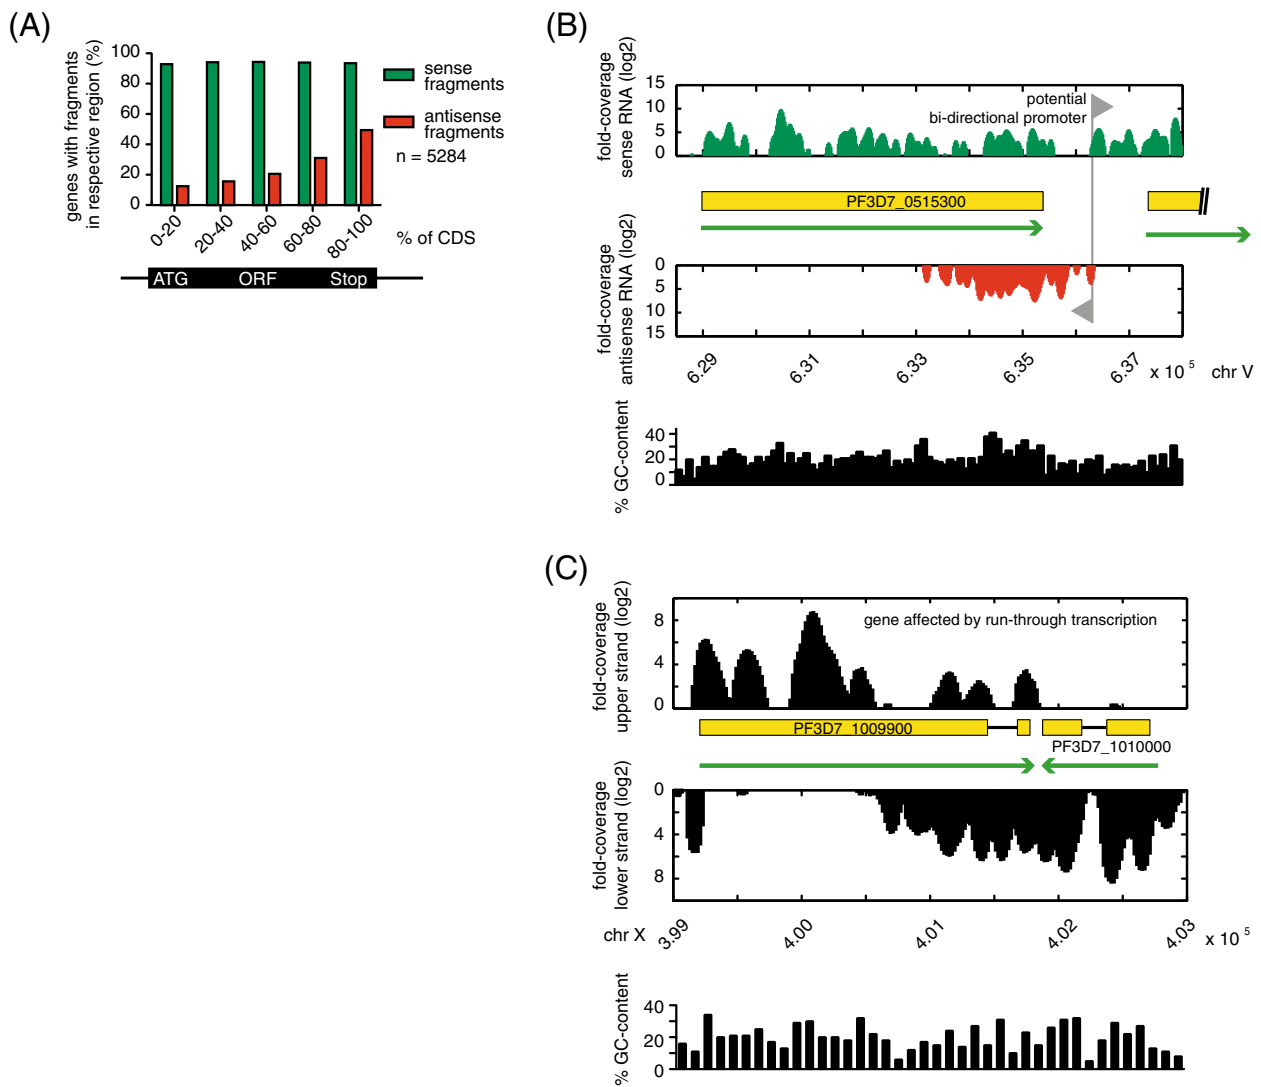 (A)
genes with fragments
in respective region (%)
100
80
60
40
20
0
0-20
20-40
40-60
60-80
80-100
% of CDS
sense
fragments
antisense
fragments
n = 5284
ATG ORF Stop
(B)
fold-coverage
sense RNA (log2)
15
10
5
0
potential
bi-directional promoter
PF3D7_0515300
fold-coverage
antisense RNA (log2)
0
5
10
15
6.29
6.31
6.33
6.35
6.37
x 10 5 chr V
% GC-content
40
20
0
(C)
fold-coverage
upper strand (log2)
8
4
0
gene affected by run-through transcription
PF3D7_1009900
PF3D7_1010000
fold-coverage
lower strand (log2)
0
4
8
chr X
3.99
4.00
4.01
4.02
4.03
x 10 5
% GC-content
40
20
0